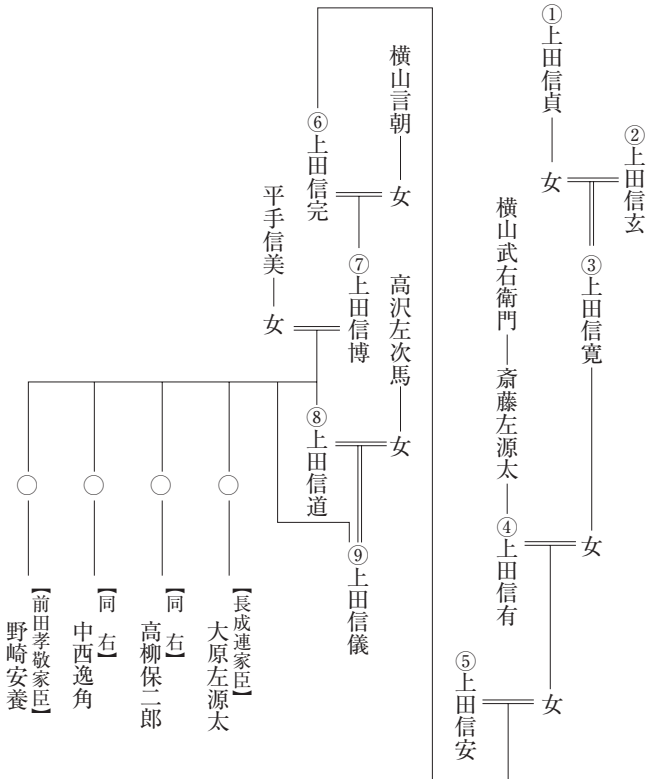 ①上田信貞
女
②上田信玄
③上田信寛
横山武右衛門
斎藤左源太
女
④上田信有
女
⑤上田信安
横山言朝
女
⑥上田信完
⑦上田信博
平手信美
女
高沢左次馬
女
⑧上田信道
⑨上田信儀
【長成連家臣】
大原左源太
【同 右】
高柳保二郎
【同 右】
中西逸角
【前田孝敬家臣】
野崎安養